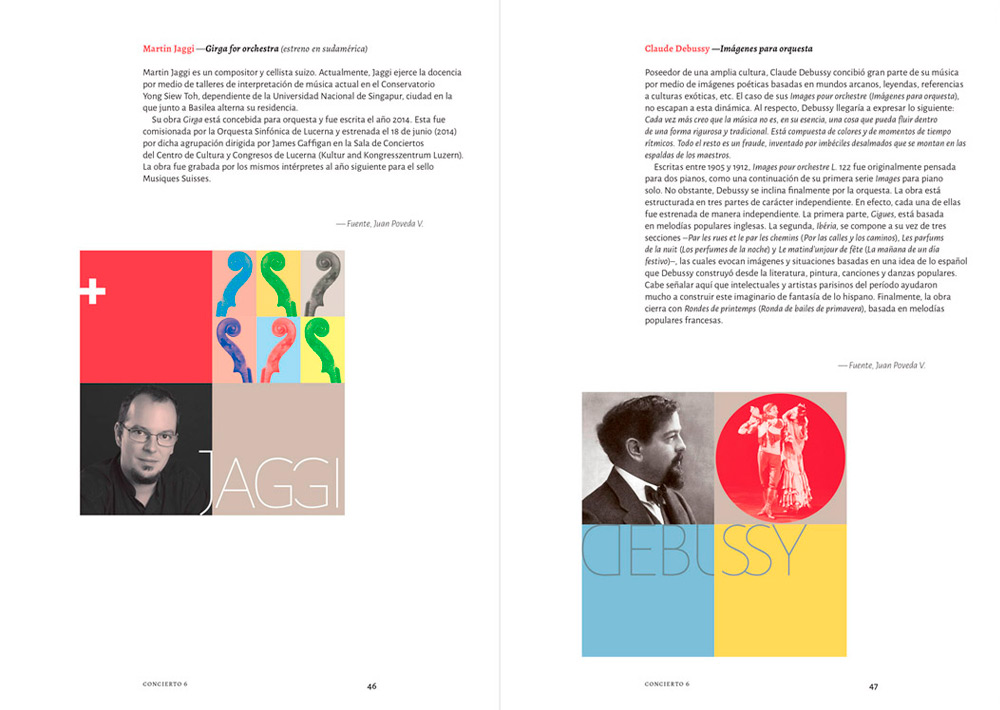 Martin Jaggi —Girga for orchestra (estreno en sudamérica)
Martin Jaggi es un compositor y cellista suizo. Actualmente, Jaggi ejerce la docencia
por medio de talleres de interpretación de música actual en el Conservatorio
Yong Siew Toh, dependiente de la Universidad Nacional de Singapur, ciudad en la
que junto a Basilea alterna su residencia.
Su obra Girga está concebida para orquesta y fue escrita el año 2014. Esta fue
comisionada por la Orquesta Sinfónica de Lucerna y estrenada el 18 de junio (2014)
por dicha agrupación dirigida por James Gaffigan en la Sala de Conciertos
del Centro de Cultura y Congresos de Lucerna (Kultur and Kongresszentrum Luzern).
La obra fue grabada por los mismos intérpretes al año siguiente para el sello
Musiques Suisses.
— Fuente, Juan Poveda V.
JAGGI
CONCIERTO 6
46
Claude Debussy —Imágenes para orquesta
Poseedor de una amplia cultura, Claude Debussy concibió gran parte de su música
por medio de imágenes poéticas basadas en mundos arcanos, leyendas, referencias
a culturas exóticas, etc. El caso de sus Images pour orchestre (Imágenes para orquesta),
no escapan a esta dinámica. Al respecto, Debussy llegaría a expresar lo siguiente:
Cada vez más creo que la música no es, en su esencia, una cosa que pueda fluir dentro
de una forma rigurosa y tradicional. Está compuesta de colores y de momentos de tiempo
rítmicos. Todo el resto es un fraude, inventado por imbéciles desalmados que se montan en las
espaldas de los maestros.
Escritas entre 1905 y 1912, Images pour orchestre L. 122 fue originalmente pensada
para dos pianos, como una continuación de su primera serie Images para piano
solo. No obstante, Debussy se inclina finalmente por la orquesta. La obra está
estructurada en tres partes de carácter independiente. En efecto, cada una de ellas
fue estrenada de manera independiente. La primera parte, Gigues, está basada
en melodías populares inglesas. La segunda, Ibéria, se compone a su vez de tres
secciones –Par les rues et le par les chemins (Por las calles y los caminos), Les parfums
de la nuit (Los perfumes de la noche) y Le matind'unjour de fête (La mañana de un día
festivo)–, las cuales evocan imágenes y situaciones basadas en una idea de lo español
que Debussy construyó desde la literatura, pintura, canciones y danzas populares.
Cabe señalar aquí que intelectuales y artistas parisinos del período ayudaron
mucho a construir este imaginario de fantasía de lo hispano. Finalmente, la obra
cierra con Rondes de printemps (Ronda de bailes de primavera), basada en melodías
populares francesas.
— Fuente, Juan Poveda V.
DEBUSSY
CONCIERTO 6
47